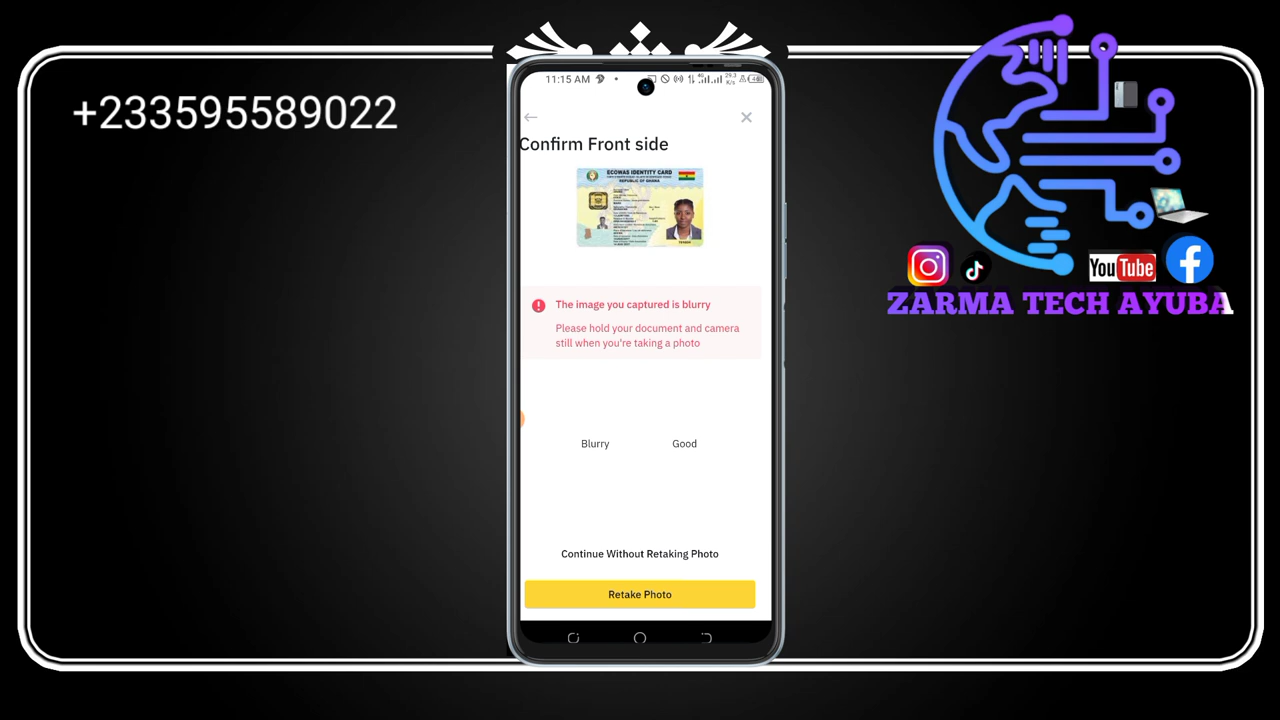 +233595589022
11:15 AM
Confirm Front side
ECOWAS IDENTITY CARD
REPUBLIC OF GHANA
The image you captured is blurry
Please hold your document and camera
still when you're taking a photo
Blurry Good
Continue Without Retaking Photo
Retake Photo
YouTube
ZARMA TECH AYUBA